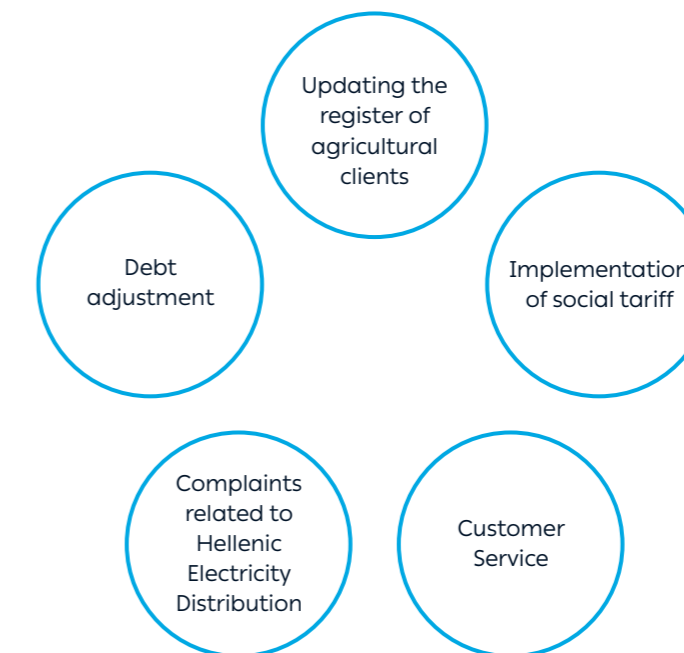 Updating the
register of
agricultural
clients
Debt
adjustment
Implementation
of social tariff
Complaints
related to
Hellenic
Electricity
Distribution
Customer
Service